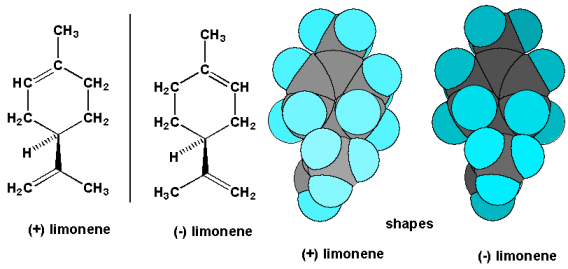 CH₃
C
HC
CH₂
H₂C
CH₂
H
H₂C
CH₃
(+) limonene
CH₃
C
H₂C
CH
H₂C
CH₂
H
H₃C
CH₂
(-) limonene
shapes
(+) limonene
(-) limonene